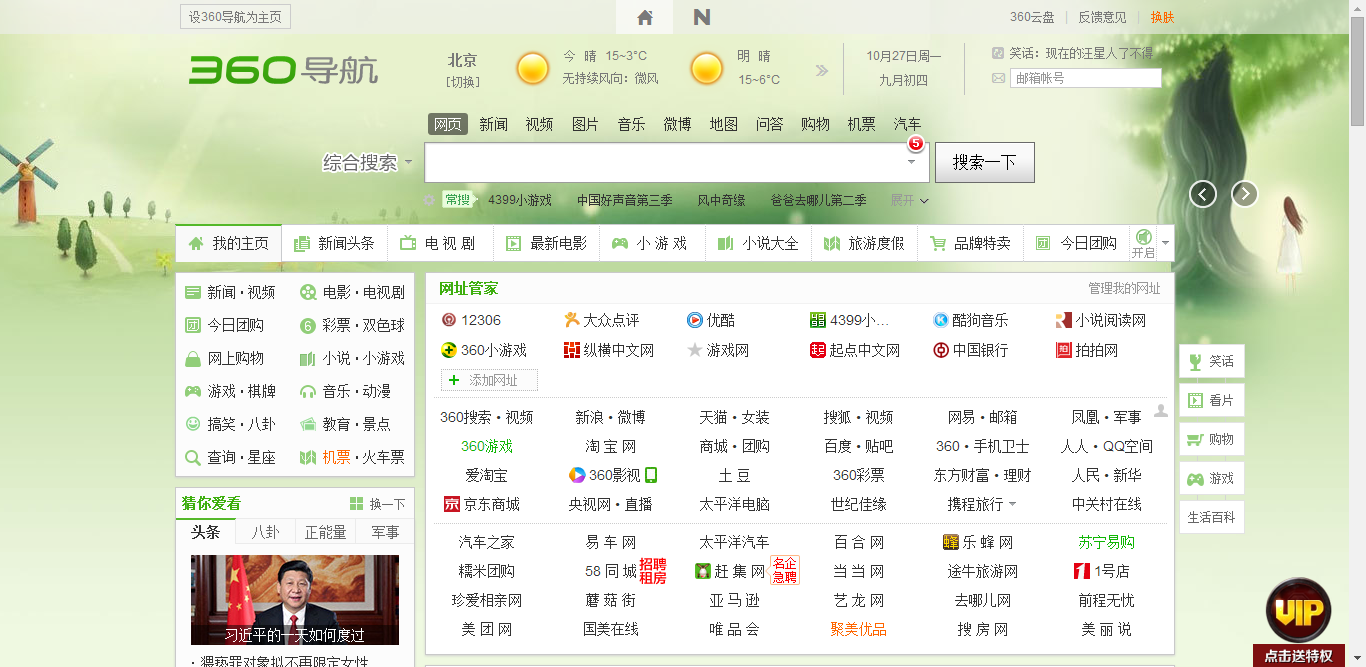 设360导航为主页
360云盘 反馈意见 换肤
360导航
北京
[切换]
今 晴 15~3°C
无持续风向：微风
明 晴
15~6°C
10月27日周一
九月初四
笑话：现在的汪星人了不得
邮箱帐号
网页 新闻 视频 图片 音乐 微博 地图 问答 购物 机票 汽车
综合搜索
5
搜索一下
常搜 4399小游戏 中国好声音第三季 风中奇缘 爸爸去哪儿第二季 展开
我的主页 新闻头条 电 视 剧 最新电影 小 游 戏 小说大全 旅游度假 品牌特卖 今日团购 开启
新闻·视频 电影·电视剧
今日团购 彩票·双色球
网上购物 小说·小游戏
游戏·棋牌 音乐·动漫
搞笑·八卦 教育·景点
查询·星座 机票·火车票
猜你爱看 换一下
头条 八卦 正能量 军事
习近平的一天如何度过
· 猥亵罪对象拟不再限定女性
网址管家 管理我的网址
12306 大众点评 优酷 4399小… 酷狗音乐 小说阅读网
360小游戏 纵横中文网 游戏网 起点中文网 中国银行 拍拍网
+ 添加网址
360搜索·视频 新浪·微博 天猫·女装 搜狐·视频 网易·邮箱 凤凰·军事
360游戏 淘 宝 网 商城·团购 百度·贴吧 360·手机卫士 人人·QQ空间
爱淘宝 360影视 土 豆 360彩票 东方财富·理财 人民·新华
京东商城 央视网·直播 太平洋电脑 世纪佳缘 携程旅行 中关村在线
汽车之家 易 车 网 太平洋汽车 百 合 网 乐 蜂 网 苏宁易购
糯米团购 58 同 城 招聘租房 赶 集 网 名企急聘 当 当 网 途牛旅游网 1号店
珍爱相亲网 蘑 菇 街 亚 马 逊 艺 龙 网 去哪儿网 前程无忧
美 团 网 国美在线 唯 品 会 聚美优品 搜 房 网 美 丽 说
笑话
看片
购物
游戏
生活百科
VIP
点击送特权